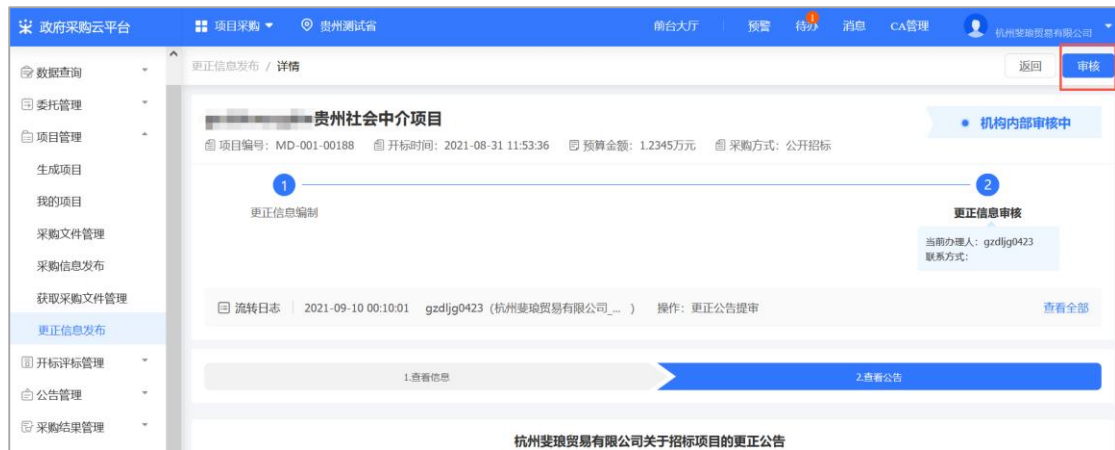 政府采购云平台 项目采购 贵州测试省 前台大厅 预警 待办 1 消息 CA管理 杭州斐琅贸易有限公司
数据查询
委托管理
项目管理
生成项目
我的项目
采购文件管理
采购信息发布
获取采购文件管理
更正信息发布
开标评标管理
公告管理
采购结果管理
更正信息发布 / 详情 返回 审核
贵州社会中介项目 机构内部审核中
项目编号：MD-001-00188 开标时间：2021-08-31 11:53:36 预算金额：1.2345万元 采购方式：公开招标
1 2
更正信息编制 更正信息审核
当前办理人：gzdljg0423
联系方式：
流转日志 2021-09-10 00:10:01 gzdljg0423（杭州斐琅贸易有限公司_... ） 操作：更正公告提审 查看全部
1.查看信息 2.查看公告
杭州斐琅贸易有限公司关于招标项目的更正公告